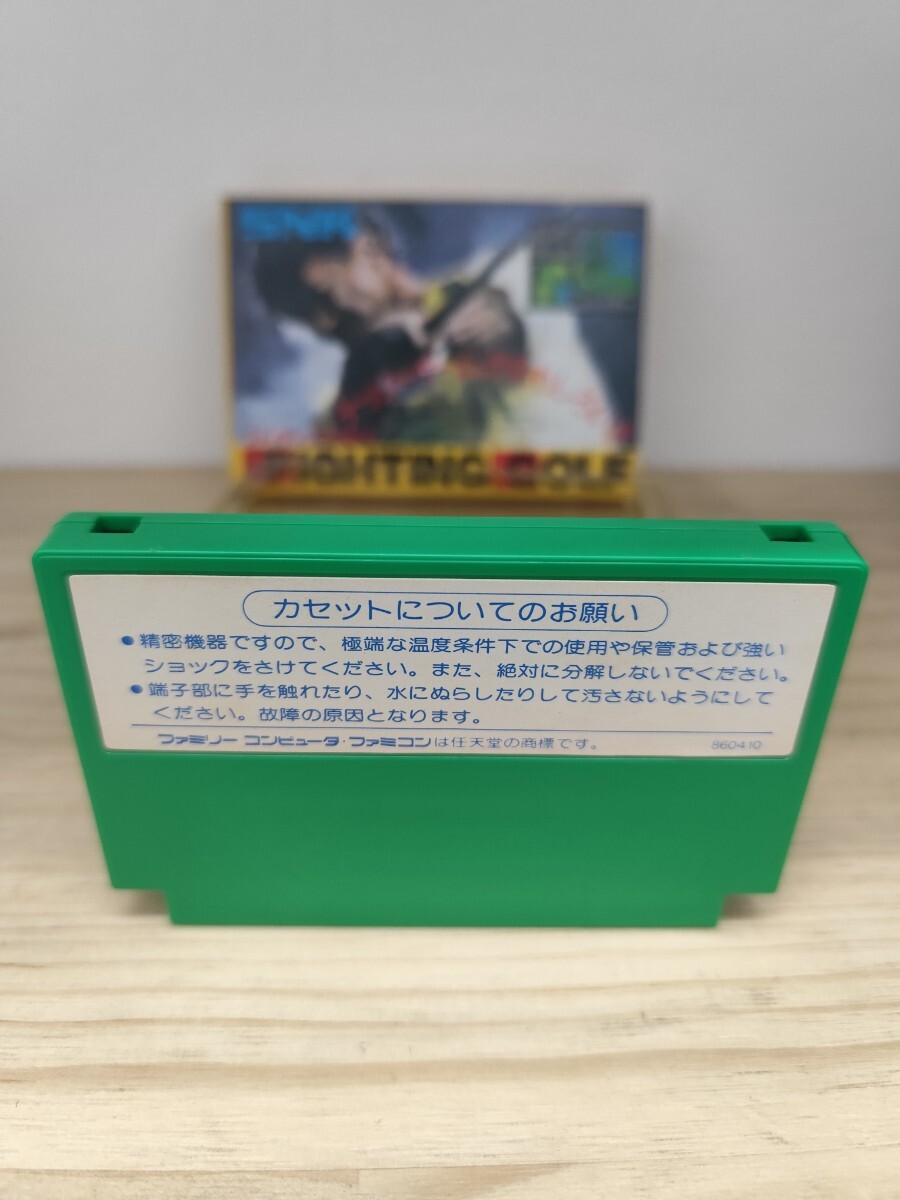 SNK
FIGHTING GOLF
カセットについてのお願い
●精密機器ですので、極端な温度条件下での使用や保管および強い
ショックをさけてください。また、絶対に分解しないでください。
●端子部に手を触れたり、水にぬらしたりして汚さないようにして
ください。故障の原因となります。
ファミリー コンピュータ・ファミコンは任天堂の商標です。 860410